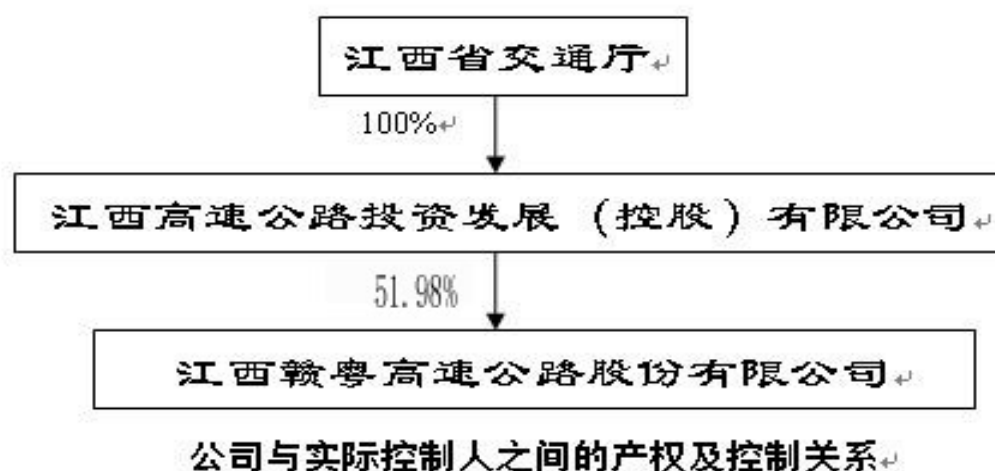 江西省交通厅
100%
江西高速公路投资发展（控股）有限公司
51.98%
江西赣粤高速公路股份有限公司
公司与实际控制人之间的产权及控制关系